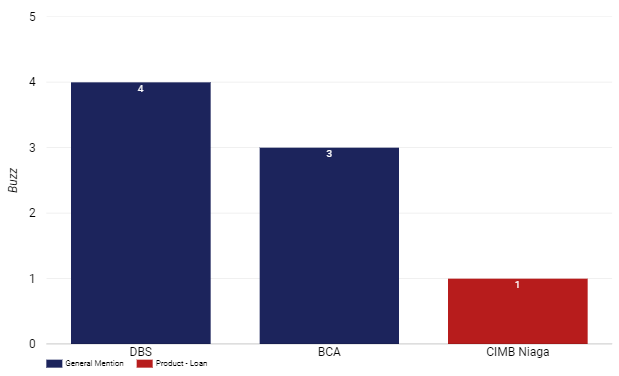 5
4
3
2
1
0
Buzz
4
3
1
DBS
BCA
CIMB Niaga
General Mention
Product - Loan